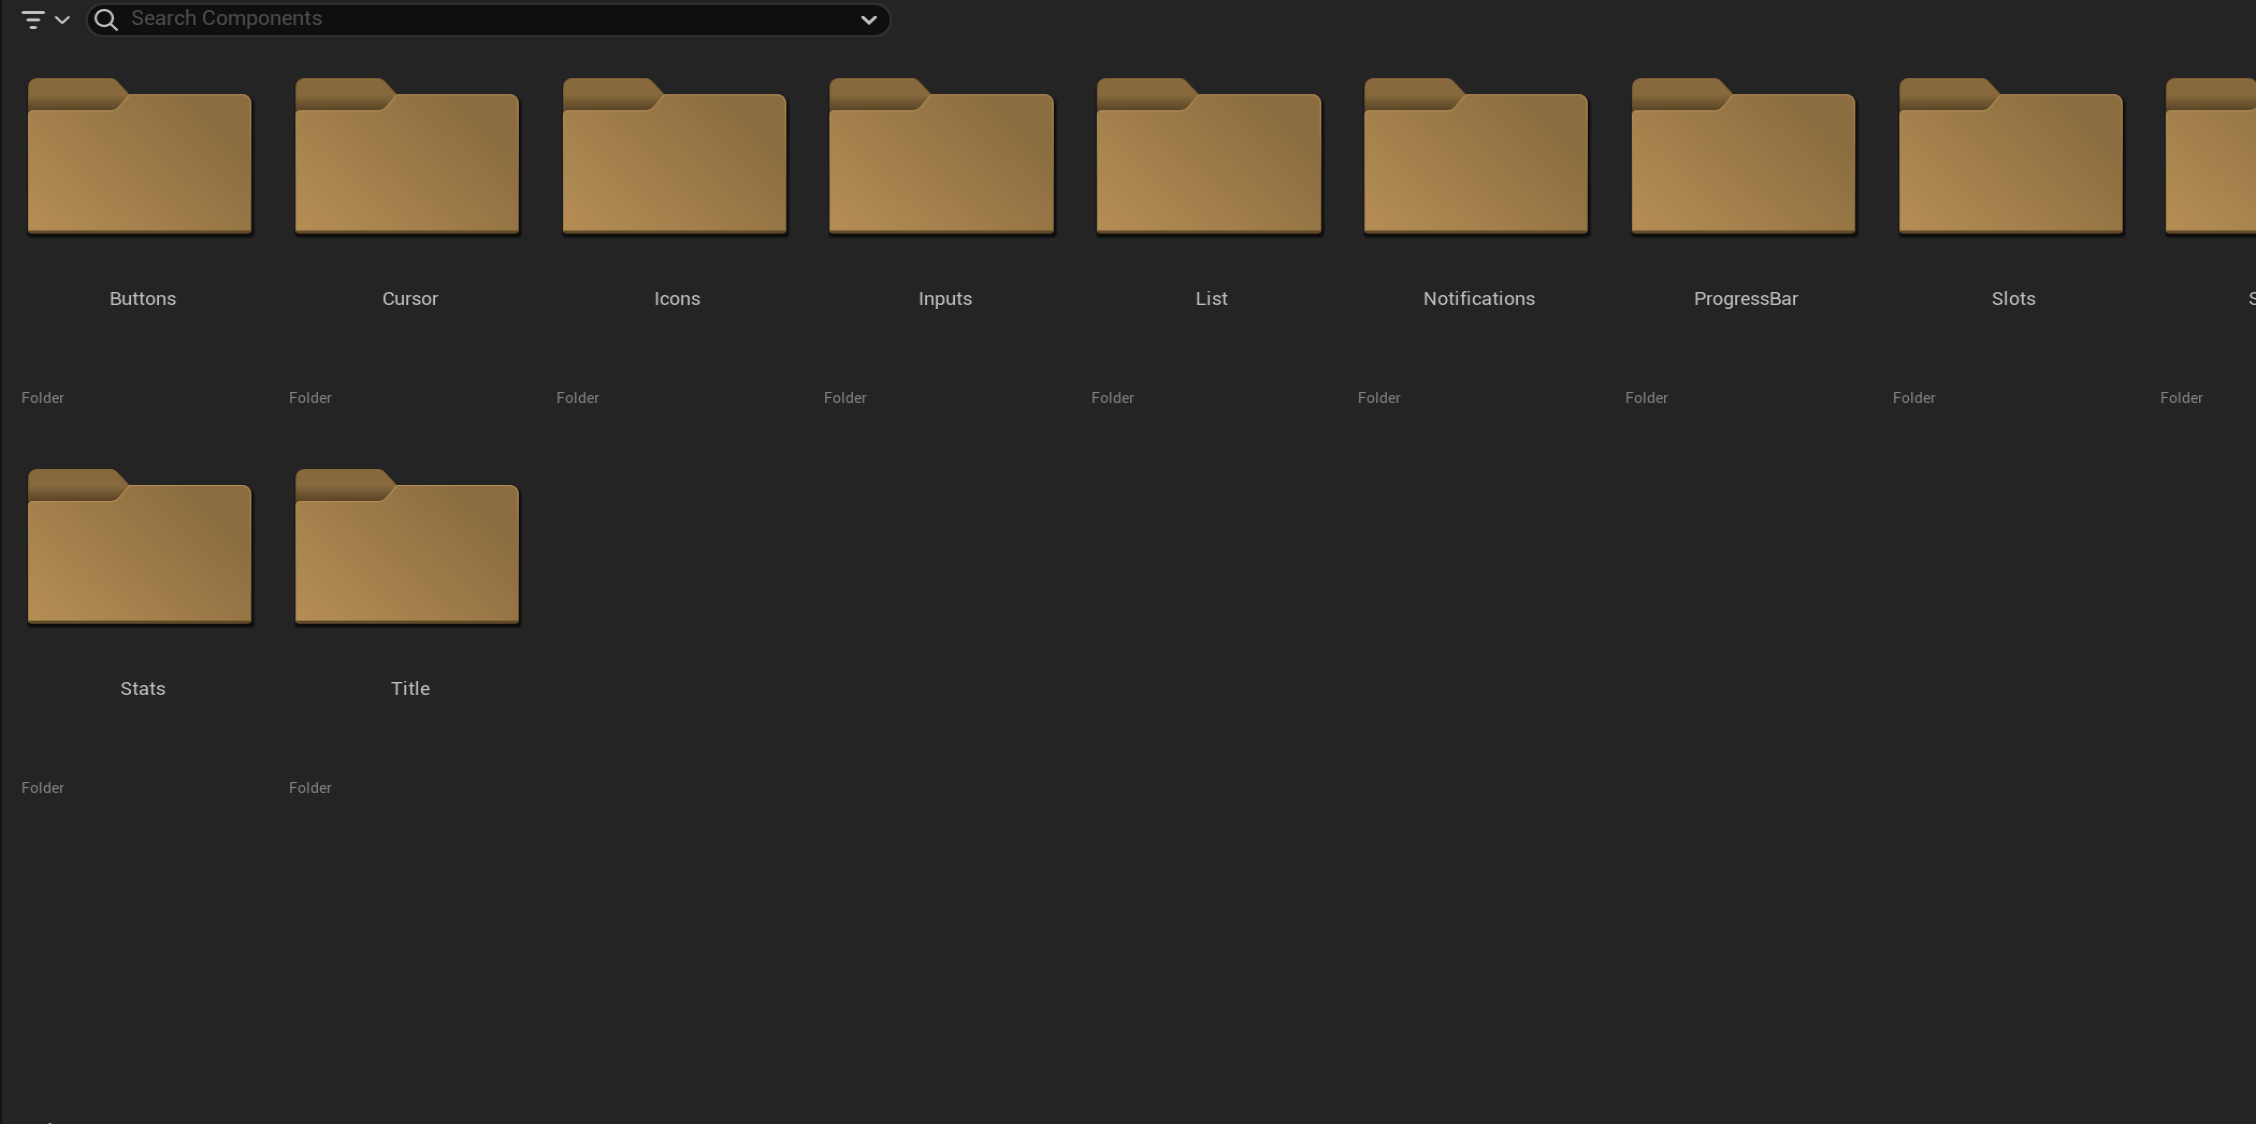 Search Components
Buttons
Cursor
Icons
Inputs
List
Notifications
ProgressBar
Slots
Folder
Folder
Folder
Folder
Folder
Folder
Folder
Folder
Folder
Stats
Title
Folder
Folder